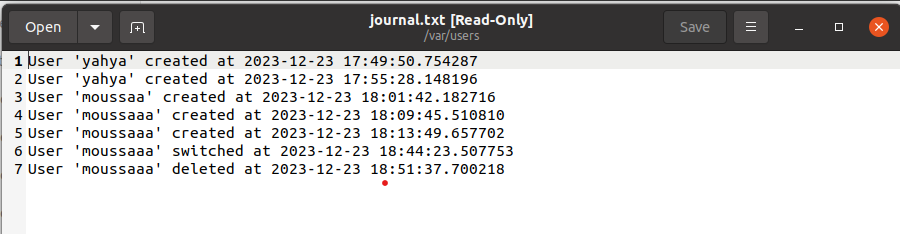 Open
journal.txt [Read-Only]
/var/users
Save
1 User 'yahya' created at 2023-12-23 17:49:50.754287
2 User 'yahya' created at 2023-12-23 17:55:28.148196
3 User 'moussaa' created at 2023-12-23 18:01:42.182716
4 User 'moussaaa' created at 2023-12-23 18:09:45.510810
5 User 'moussaaa' created at 2023-12-23 18:13:49.657702
6 User 'moussaaa' switched at 2023-12-23 18:44:23.507753
7 User 'moussaaa' deleted at 2023-12-23 18:51:37.700218